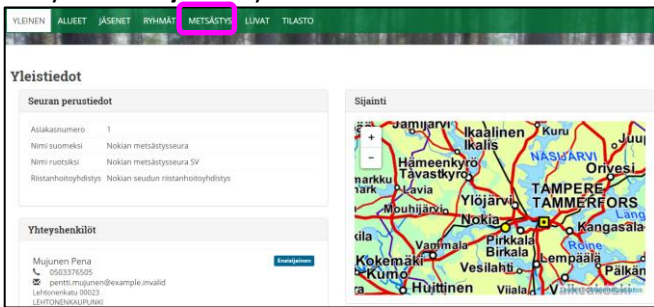 YLEINEN ALUEET JÄSENET RYHMÄT METSÄSTYS LUVAT TILASTO
Yleistiedot
Seuran perustiedot
Asiakasnumero 1
Nimi suomeksi Nokian metsästysseura
Nimi ruotsiksi Nokian metsästysseura SV
Riistanhoitoyhdistys Nokian seudun riistanhoitoyhdistys
Yhteyshenkilöt
Mujunen Pena Ensisijainen
0503376505
pentti.mujunen@example.invalid
Lehtonenkatu 00023
LEHTONENKAUPUNKI
Sijainti
+
-
Jämijärvi
Ikaalinen
Ikalis
Kuru
Hämeenkyrö
Tavastkyro
NÄSIJÄRVI
Orivesi
Lavia
Ylöjärvi
TAMPERE
TAMMERFORS
Mouhijärvi
Nokia
Kangasala
Pirkkala
Birkala
Vammala
Roine
Kokemäki
Kumo
Vesilahti
Lempäälä
Huittinen
Viiala